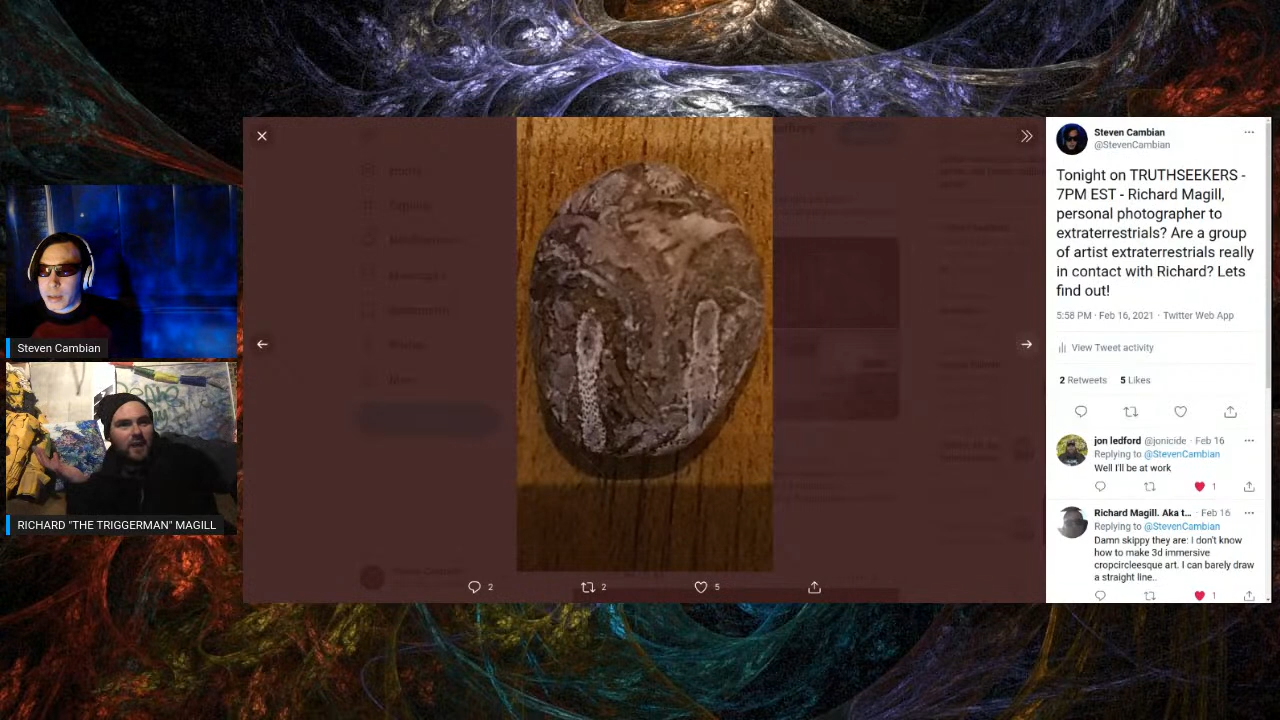 Steven Cambian
RICHARD "THE TRIGGERMAN" MAGILL
2
2
5
Steven Cambian
@StevenCambian
Tonight on TRUTHSEEKERS -
7PM EST - Richard Magill,
personal photographer to
extraterrestrials? Are a group
of artist extraterrestrials really
in contact with Richard? Lets
find out!
5:58 PM · Feb 16, 2021 · Twitter Web App
View Tweet activity
2 Retweets 5 Likes
jon ledford @jonicide · Feb 16
Replying to @StevenCambian
Well I'll be at work
1
Richard Magill. Aka t... · Feb 16
Replying to @StevenCambian
Damn skippy they are: I don't know
how to make 3d immersive
cropcircleesque art. I can barely draw
a straight line..
1